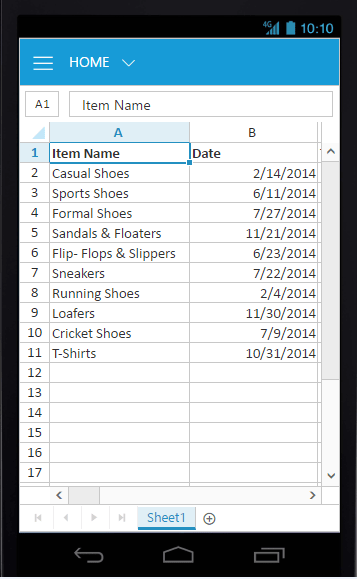 4G 10:10
HOME
A1 Item Name
A B
1 Item Name Date
2 Casual Shoes 2/14/2014
3 Sports Shoes 6/11/2014
4 Formal Shoes 7/27/2014
5 Sandals & Floaters 11/21/2014
6 Flip- Flops & Slippers 6/23/2014
7 Sneakers 7/22/2014
8 Running Shoes 2/4/2014
9 Loafers 11/30/2014
10 Cricket Shoes 7/9/2014
11 T-Shirts 10/31/2014
12
13
14
15
16
17
Sheet1